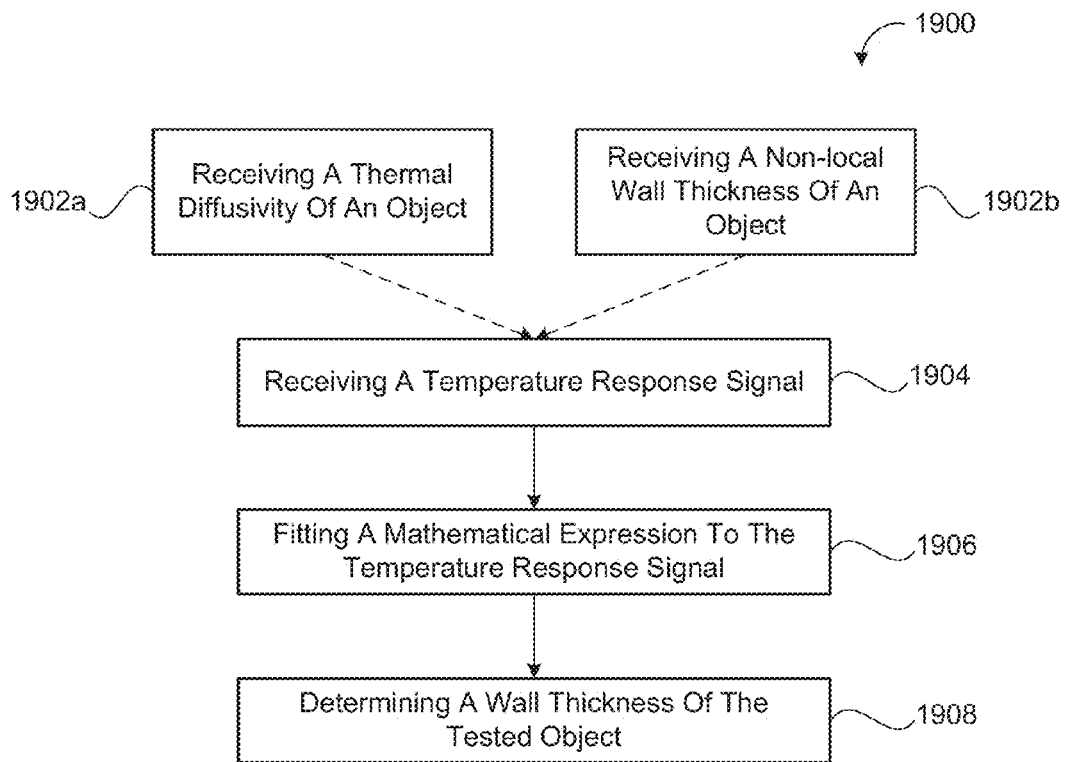 1900
Receiving A Thermal
Diffusivity Of An Object
1902a
Receiving A Non-local
Wall Thickness Of An
Object
1902b
Receiving A Temperature Response Signal
1904
Fitting A Mathematical Expression To The
Temperature Response Signal
1906
Determining A Wall Thickness Of The
Tested Object
1908